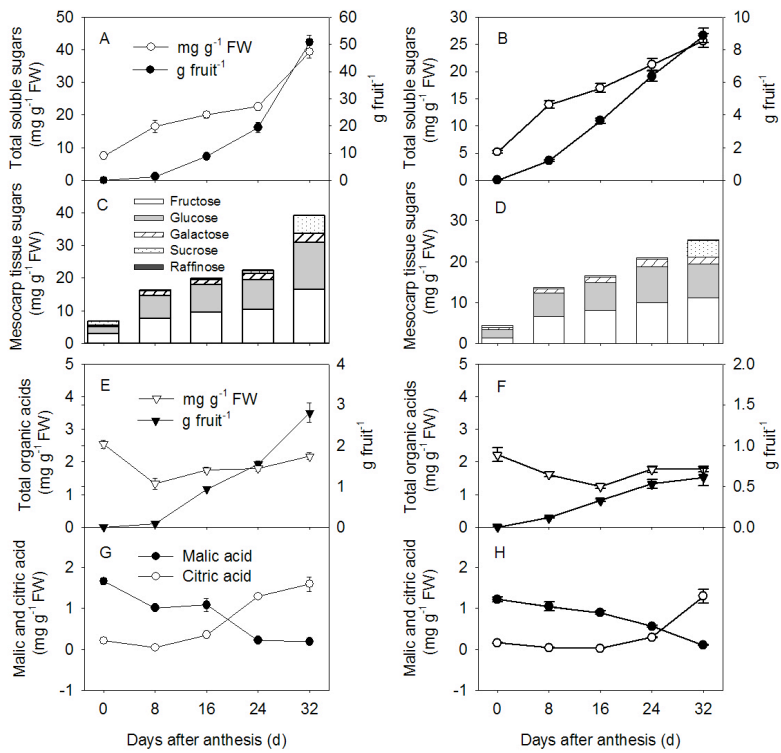 A
mg g⁻¹ FW
g fruit⁻¹
Total soluble sugars
(mg g⁻¹ FW)
50
40
30
20
10
0
60
50
40
30
20
10
0
g fruit⁻¹
B
Total soluble sugars
(mg g⁻¹ FW)
30
25
20
15
10
5
0
10
8
6
4
2
0
g fruit⁻¹
C
Fructose
Glucose
Galactose
Sucrose
Raffinose
Mesocarp tissue sugars
(mg g⁻¹ FW)
40
30
20
10
0
D
Mesocarp tissue sugars
(mg g⁻¹ FW)
30
20
10
0
E
mg g⁻¹ FW
g fruit⁻¹
Total organic acids
(mg g⁻¹ FW)
5
4
3
2
1
0
4
3
2
1
0
g fruit⁻¹
F
Total organic acids
(mg g⁻¹ FW)
5
4
3
2
1
0
2.0
1.5
1.0
0.5
0.0
g fruit⁻¹
G
Malic acid
Citric acid
Malic and citric acid
(mg g⁻¹ FW)
2
1
0
-1
0 8 16 24 32
Days after anthesis (d)
H
Malic and citric acid
(mg g⁻¹ FW)
2
1
0
-1
0 8 16 24 32
Days after anthesis (d)